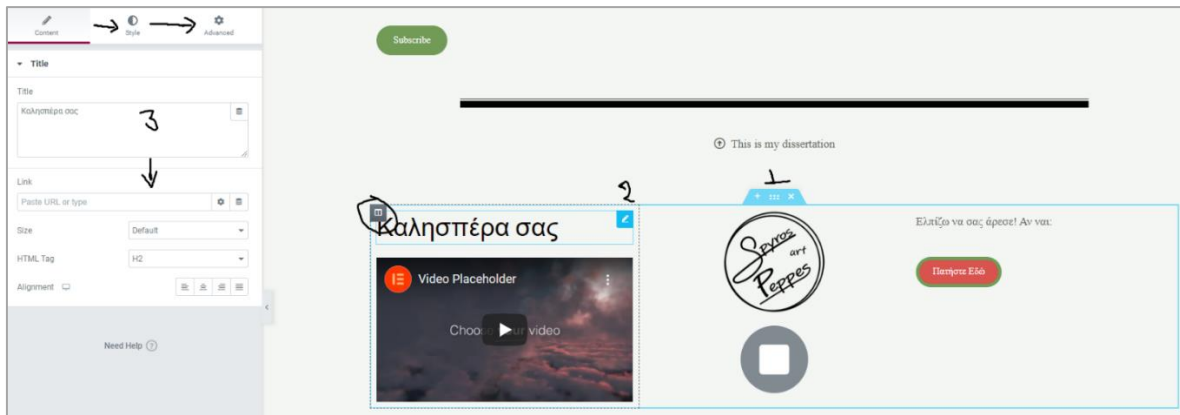 Content
Style
Advanced
Title
Title
Καλησπέρα σας
3
Link
Paste URL or type
Size
Default
HTML Tag
H2
Alignment
Need Help
Subscribe
This is my dissertation
1
2
Καλησπέρα σας
Video Placeholder
Choose your video
Spyros
art
Peppes
Ελπίζω να σας άρεσε! Αν ναι:
Πατήστε Εδώ